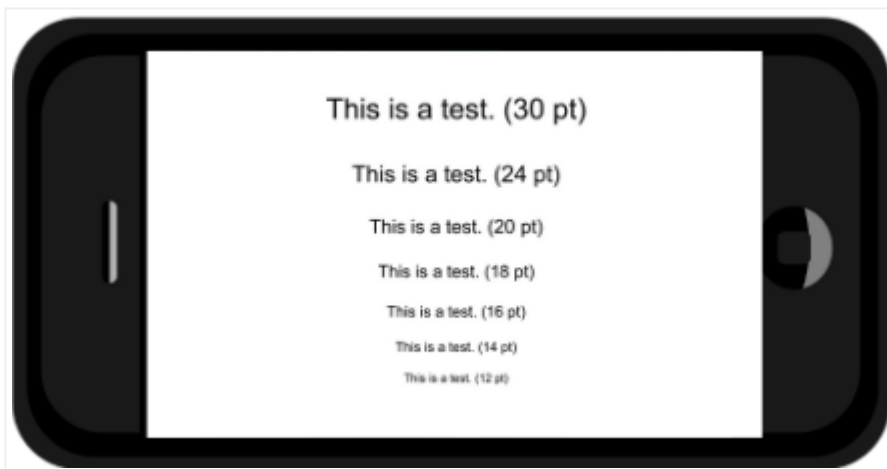 This is a test. (30 pt)
This is a test. (24 pt)
This is a test. (20 pt)
This is a test. (18 pt)
This is a test. (16 pt)
This is a test. (14 pt)
This is a test. (12 pt)